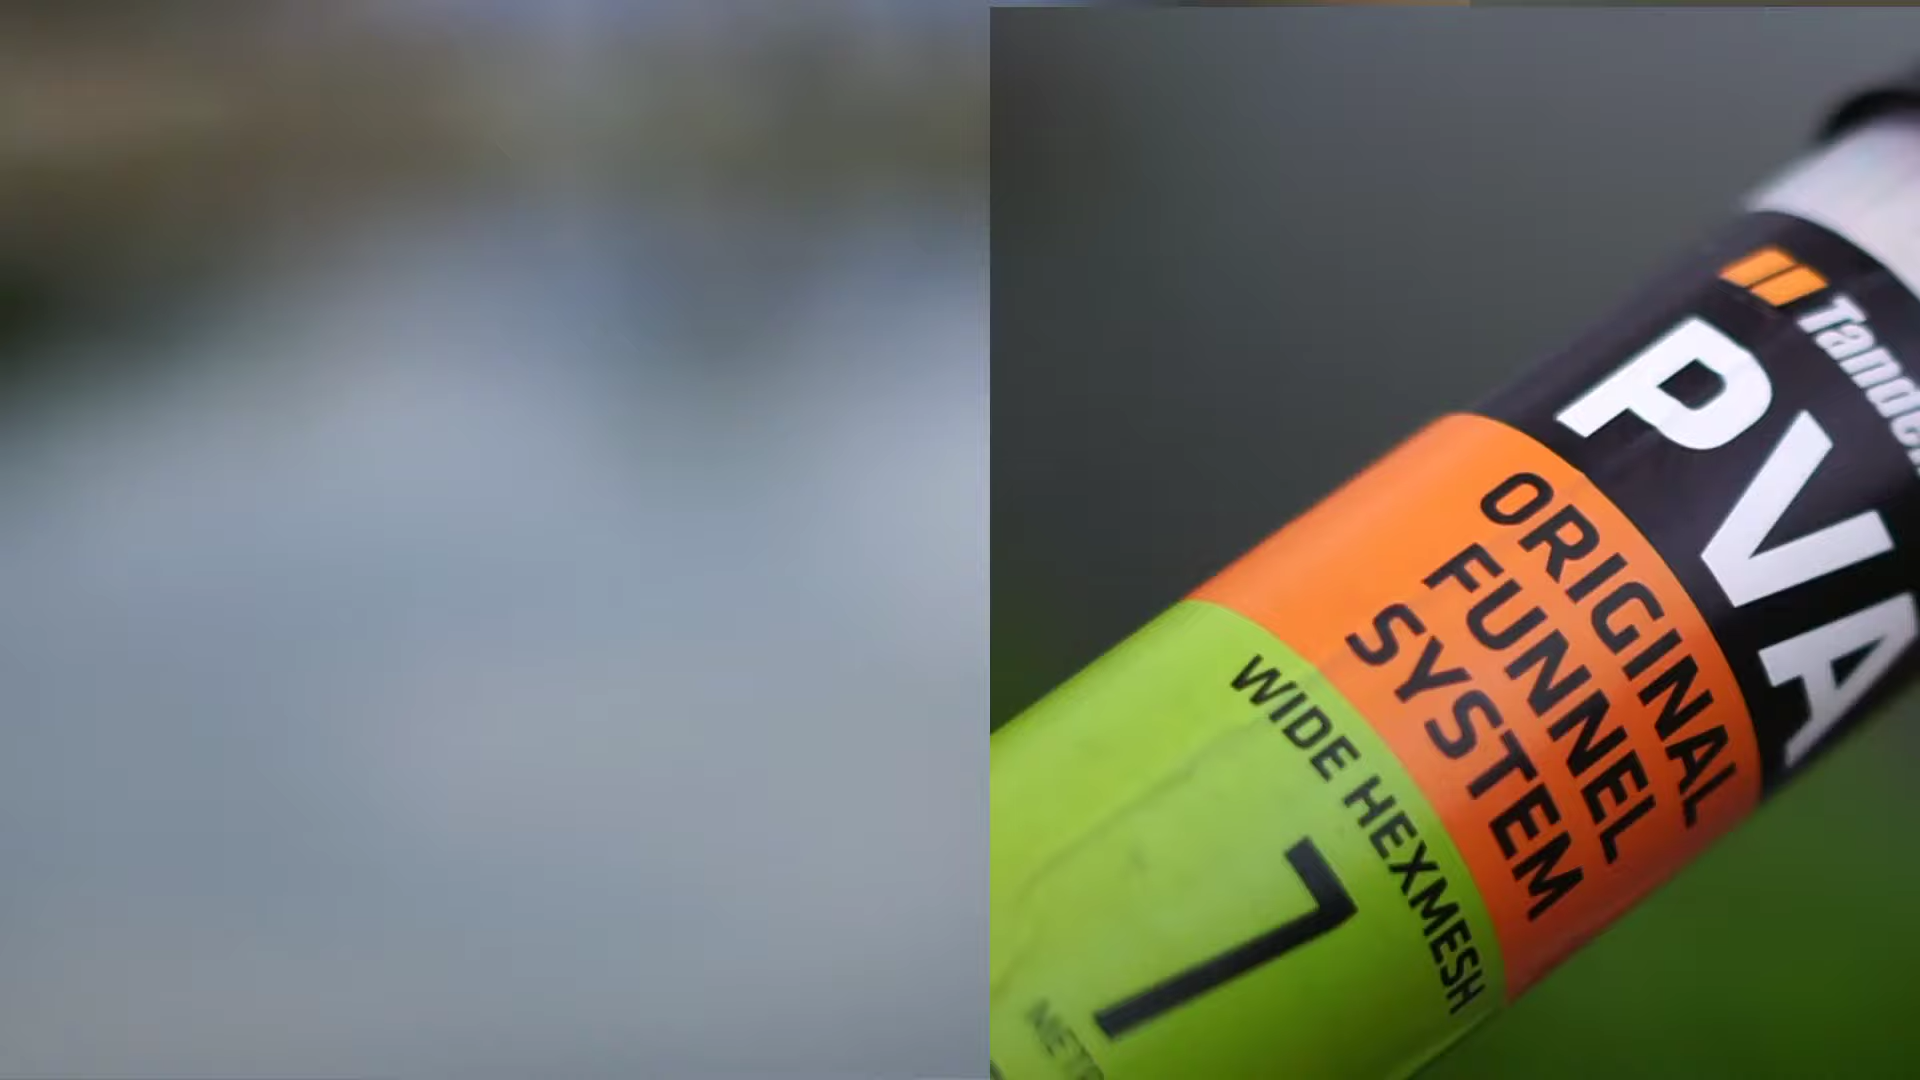 PVA
ORIGINAL
FUNNEL
SYSTEM
WIDE HEXMESH
7